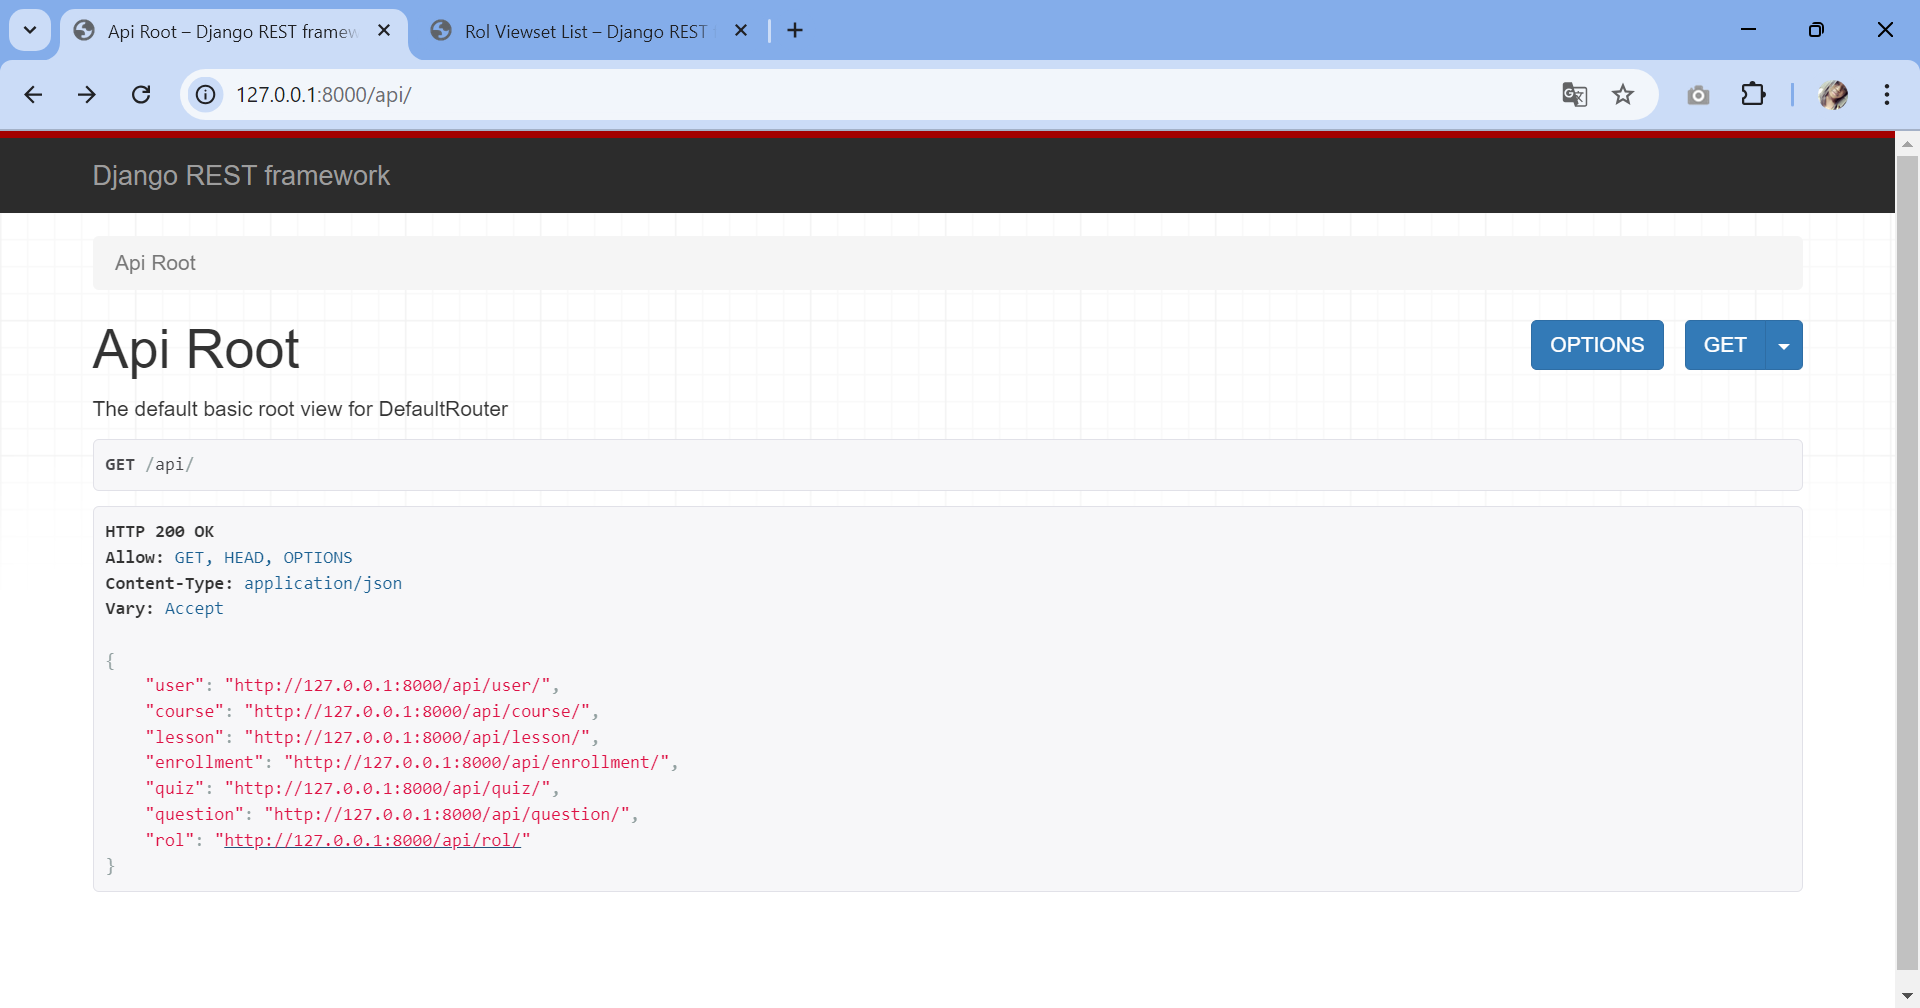 Api Root – Django REST framew
Rol Viewset List – Django REST
127.0.0.1:8000/api/
Django REST framework
Api Root
Api Root
OPTIONS
GET
The default basic root view for DefaultRouter
GET /api/
HTTP 200 OK
Allow: GET, HEAD, OPTIONS
Content-Type: application/json
Vary: Accept
{
"user": "http://127.0.0.1:8000/api/user/",
"course": "http://127.0.0.1:8000/api/course/",
"lesson": "http://127.0.0.1:8000/api/lesson/",
"enrollment": "http://127.0.0.1:8000/api/enrollment/",
"quiz": "http://127.0.0.1:8000/api/quiz/",
"question": "http://127.0.0.1:8000/api/question/",
"rol": "http://127.0.0.1:8000/api/rol/"
}